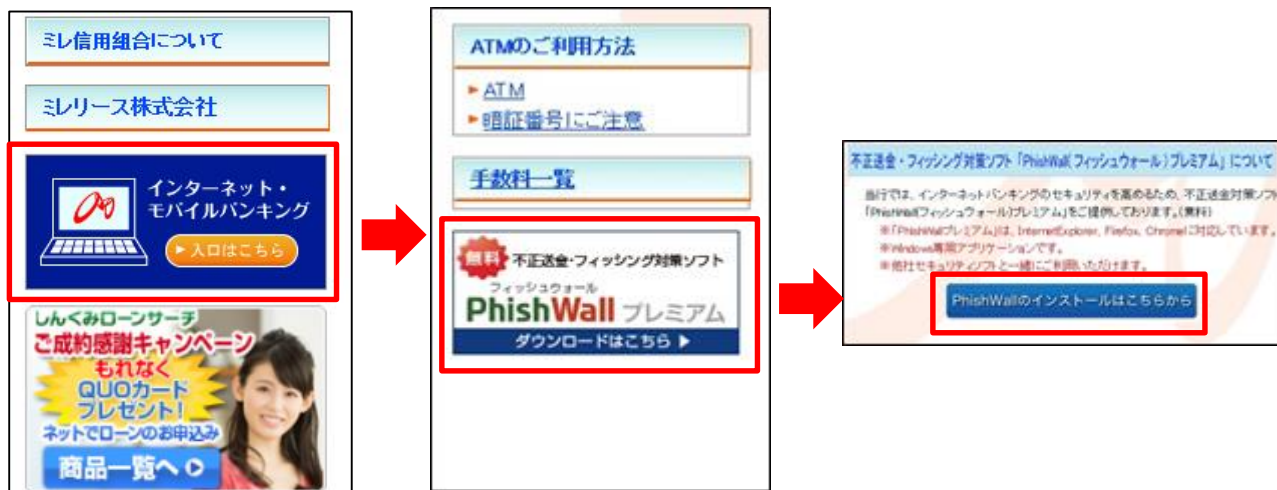 ミレ信用組合について
ミレリース株式会社
インターネット・
モバイルバンキング
入口はこちら
しんくみローンサーチ
ご成約感謝キャンペーン
もれなく
QUOカード
プレゼント!
ネットでローンのお申込み
商品一覧へ
ATMのご利用方法
ATM
暗証番号にご注意
手数料一覧
無料
不正送金・フィッシング対策ソフト
フィッシュウォール
PhishWall プレミアム
ダウンロードはこちら
不正送金・フィッシング対策ソフト「PhishWall(フィッシュウォール)プレミアム」について
当行では、インターネットバンキングのセキュリティを高めるため、不正送金対策ソフト
「PhishWall(フィッシュウォール)プレミアム」をご提供しております。(無料)
※「PhishWallプレミアム」は、InternetExplorer, Firefox, Chromeに対応しています。
※Windows専用アプリケーションです。
※他社セキュリティソフトと一緒にご利用いただけます。
PhishWallのインストールはこちらから